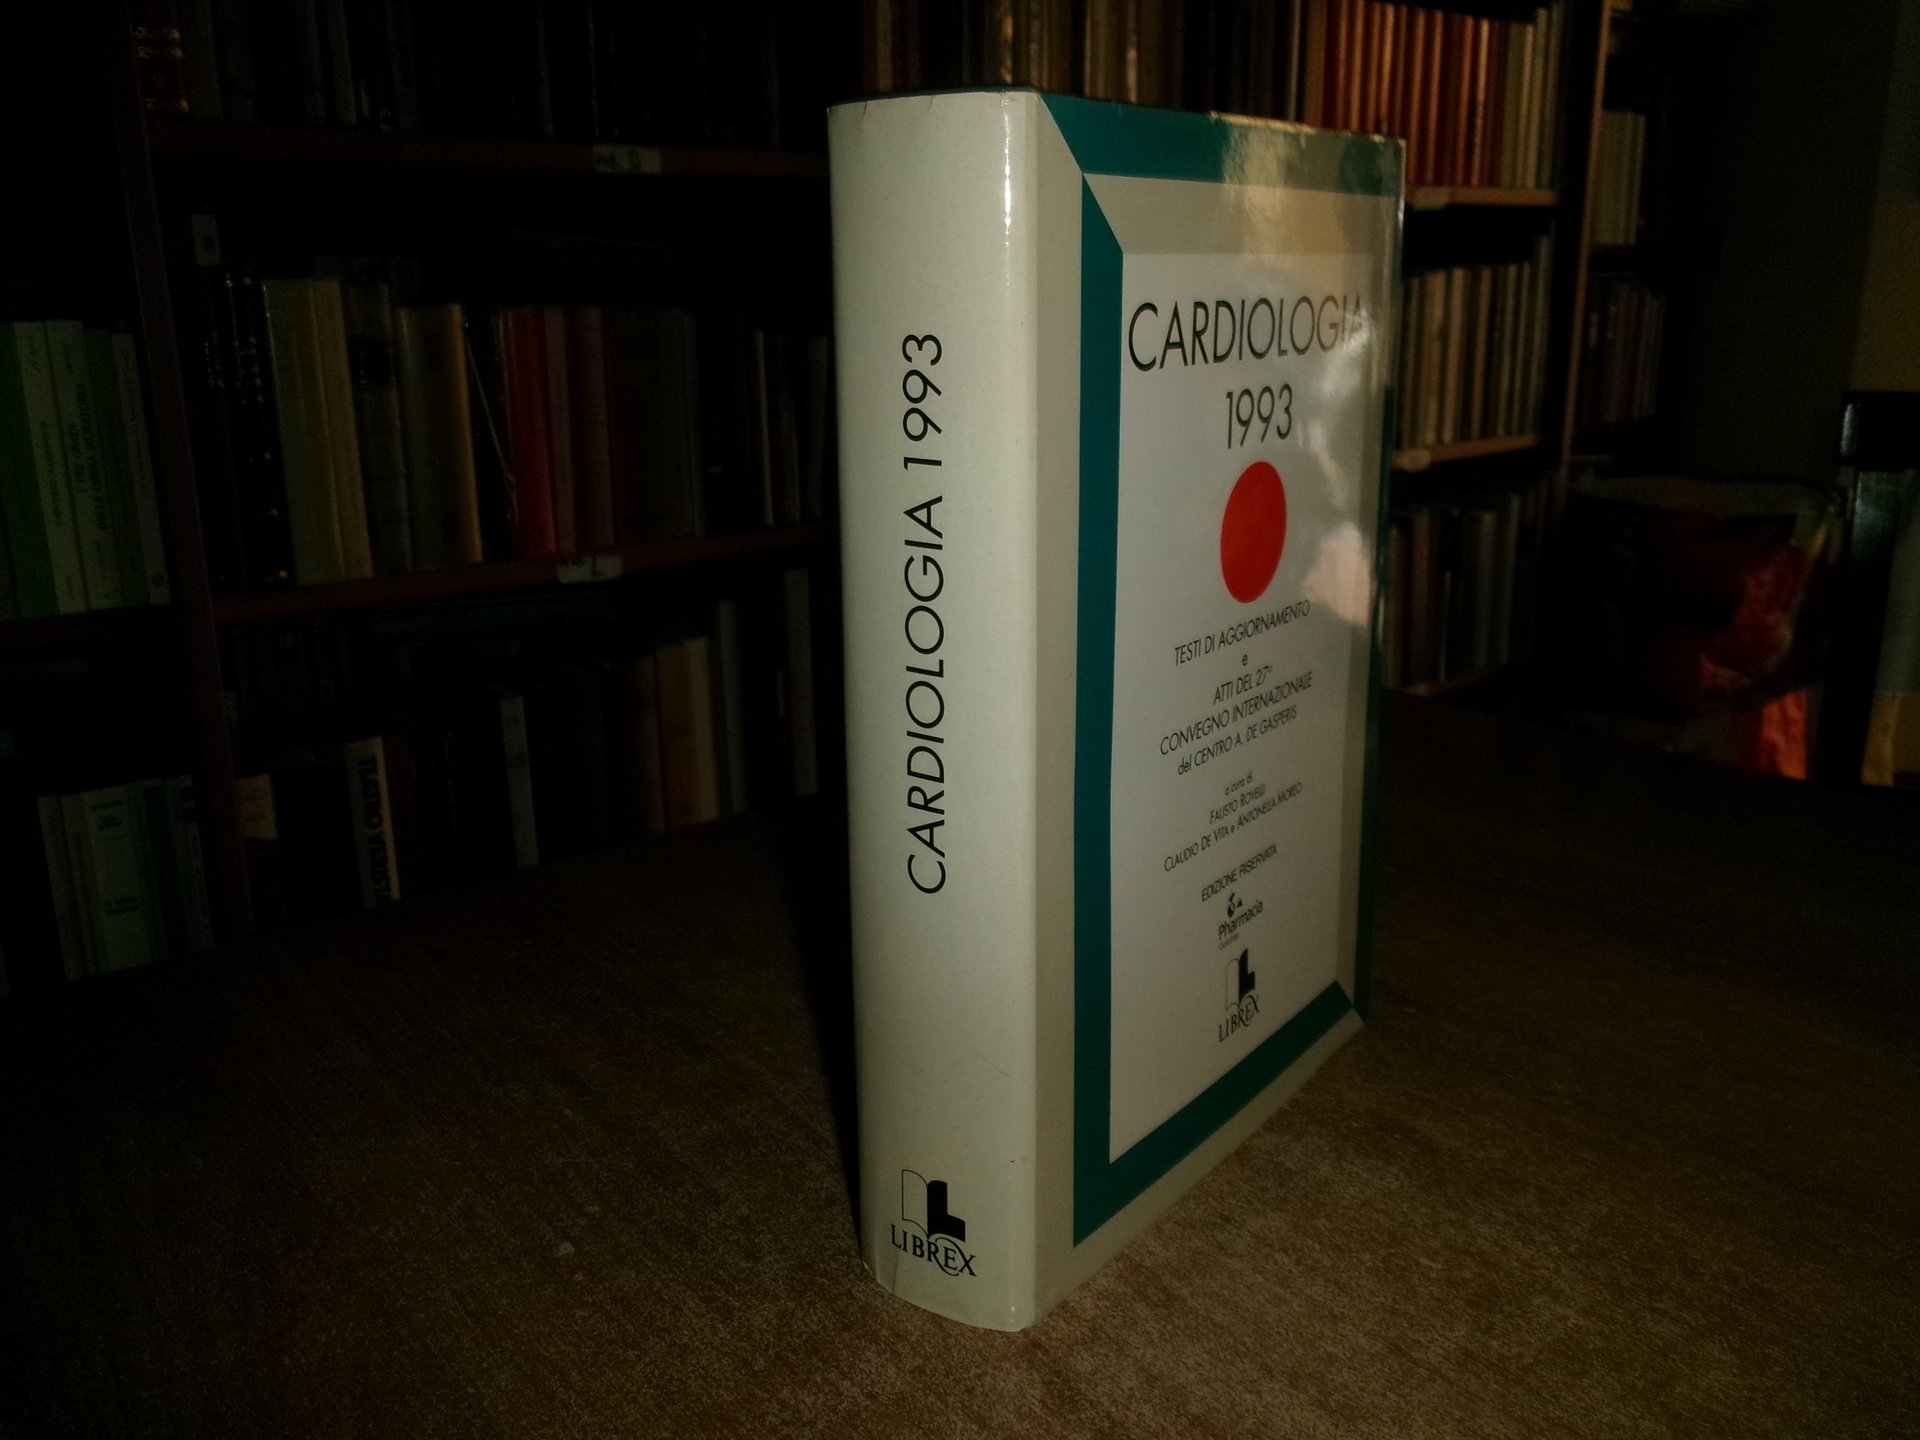 CARDIOLOGIA 1993
LIBREX
CARDIOLOGIA
1993
TESTI DI AGGIORNAMENTO
e
ATTI DEL 27°
CONVEGNO INTERNAZIONALE
del CENTRO A. DE GASPERIS
a cura di
FAUSTO ROVELLI
CLAUDIO DE VITA e ANTONELLA MOREO
EDIZIONE RISERVATA
Pharmacia
LIBREX